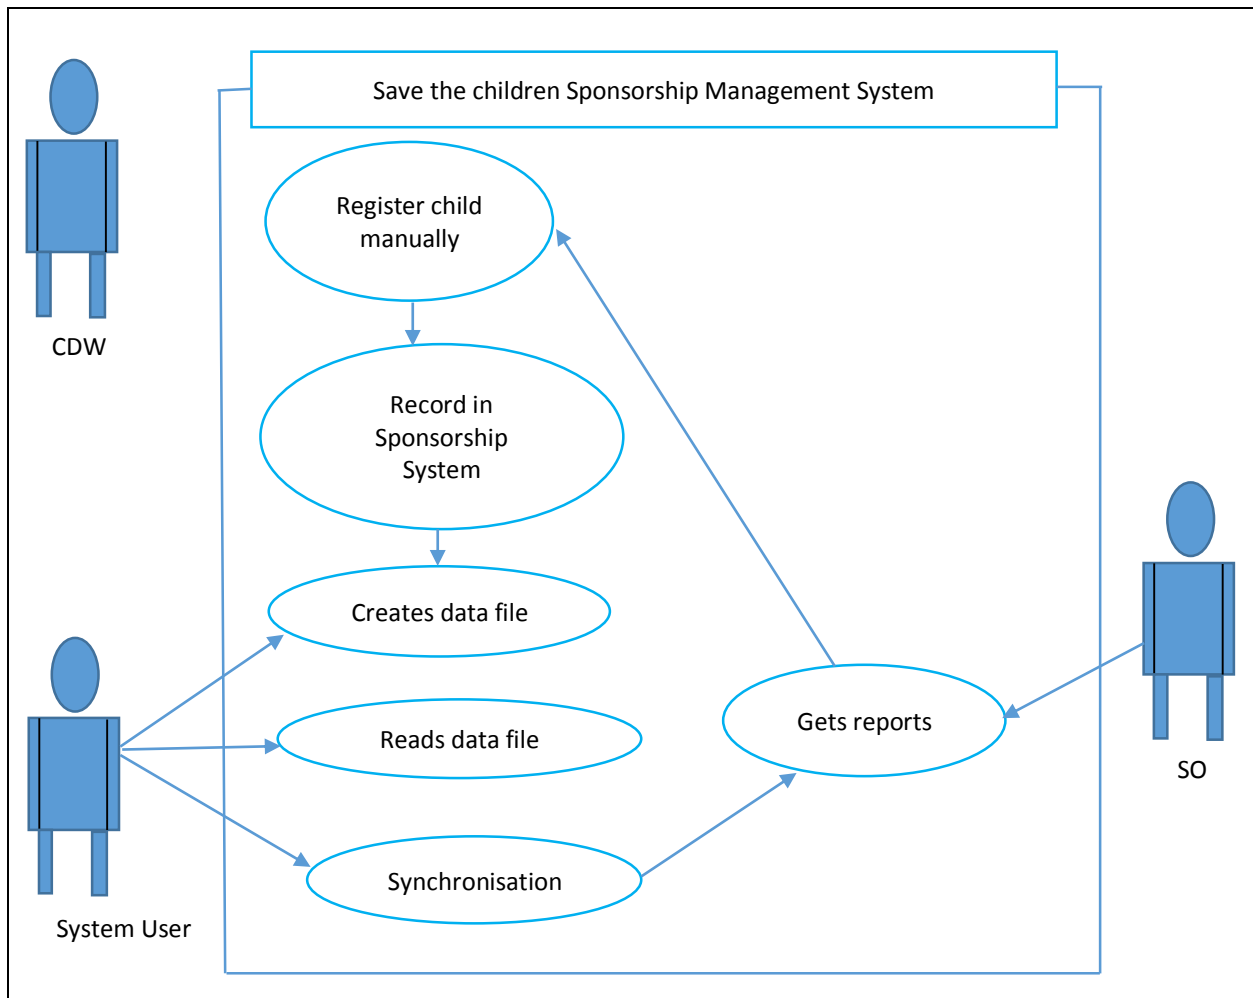 Save the children Sponsorship Management System
Register child
manually
CDW
Record in
Sponsorship
System
Creates data file
Reads data file
Gets reports
SO
Synchronisation
System User